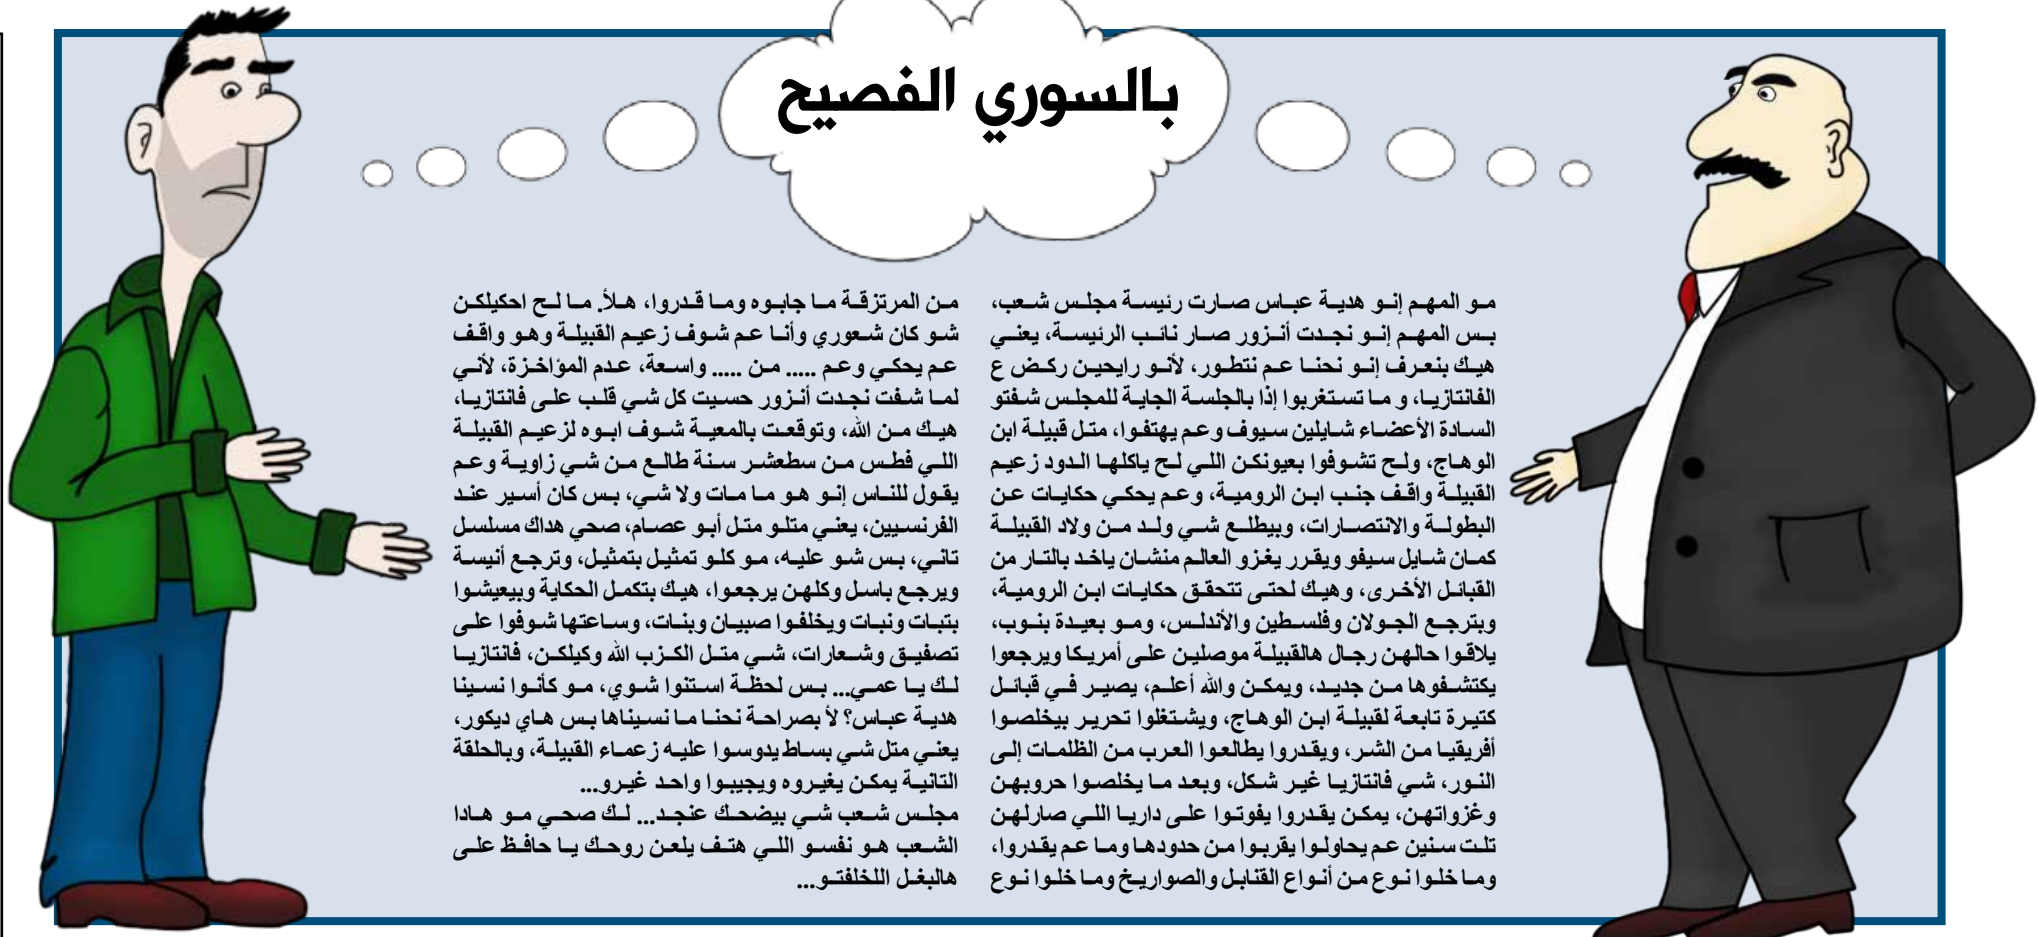 بالسوري الفصيح
مو المهم إنو هدية عباس صارت رئيسة مجلس شعب،
بس المهم إنو نجدت أنزور صار نائب الرئيسة، يعني
هيك بنعرف إنو نحنا عم نتطور، لأنو رايحين ركض ع
الفانتازيا، و ما تستغربوا إذا بالجلسة الجاية للمجلس شفتو
السادة الأعضاء شايلين سيوف وعم يهتفوا، متل قبيلة ابن
الوهاج، ولح تشوفوا بعيونكن اللي لح ياكلها الدود زعيم
القبيلة واقف جنب ابن الرومية، وعم يحكي حكايات عن
البطولة والانتصارات، وبيطلع شي ولد من ولاد القبيلة
كمان شايل سيفو ويقرر يغزو العالم منشان ياخد بالتار من
القبائل الأخرى، وهيك لحتى تتحقق حكايات ابن الرومية،
وبترجع الجولان وفلسطين والأندلس، ومو بعيدة بنوب،
يلاقوا حالهن رجال هالقبيلة موصلين على أمريكا ويرجعوا
يكتشفوها من جديد، ويمكن والله أعلم، يصير في قبائل
كتيرة تابعة لقبيلة ابن الوهاج، ويشتغلوا تحرير بيخلصوا
أفريقيا من الشر، ويقدروا يطالعوا العرب من الظلمات إلى
النور، شي فانتازيا غير شكل، وبعد ما يخلصوا حروبهن
وغزواتهن، يمكن يقدروا يفوتوا على داريا اللي صارلهن
تلت سنين عم يحاولوا يقربوا من حدودها وما عم يقدروا،
وما خلوا نوع من أنواع القنابل والصواريخ وما خلوا نوع
من المرتزقة ما جابوه وما قدروا، هلأ. ما لح احكيلكن
شو كان شعوري وأنا عم شوف زعيم القبيلة وهو واقف
عم يحكي وعم ..... من ..... واسعة، عدم المؤاخزة، لأني
لما شفت نجدت أنزور حسيت كل شي قلب على فانتازيا،
هيك من الله، وتوقعت بالمعية شوف ابوه لزعيم القبيلة
اللي فطس من سطعشر سنة طالع من شي زاوية وعم
يقول للناس إنو هو ما مات ولا شي، بس كان أسير عند
الفرنسيين، يعني متلو متل أبو عصام، صحي هداك مسلسل
تاني، بس شو عليه، مو كلو تمثيل بتمثيل، وترجع أنيسة
ويرجع باسل وكلهن يرجعوا، هيك بتكمل الحكاية وبيعيشوا
بتبات ونبات ويخلفوا صبيان وبنات، وساعتها شوفوا على
تصفيق وشعارات، شي متل الكزب الله وكيلكن، فانتازيا
لك يا عمي... بس لحظة استنوا شوي، مو كأنوا نسينا
هدية عباس؟ لأ بصراحة نحنا ما نسيناها بس هاي ديكور،
يعني متل شي بساط يدوسوا عليه زعماء القبيلة، وبالحلقة
التانية يمكن يغيروه ويجيبوا واحد غيرو...
مجلس شعب شي بيضحك عنجد... لك صحي مو هادا
الشعب هو نفسو اللي هتف يلعن روحك يا حافظ على
هالبغل اللخلفتو...